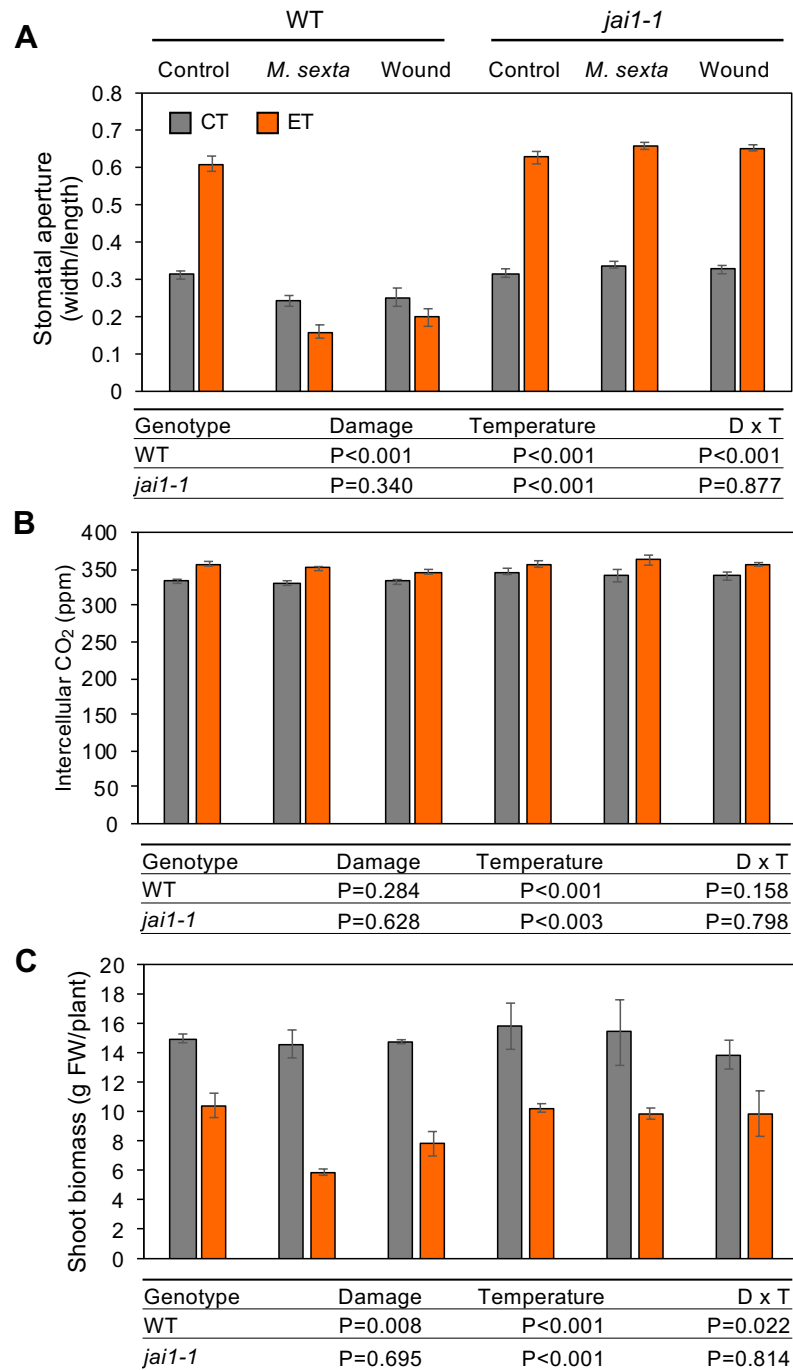 A
WT jai1-1
Control M. sexta Wound Control M. sexta Wound
CT ET
Stomatal aperture
(width/length)
0.8
0.7
0.6
0.5
0.4
0.3
0.2
0.1
0
Genotype Damage Temperature D x T
WT P<0.001 P<0.001 P<0.001
jai1-1 P=0.340 P<0.001 P=0.877
B
Intercellular CO2 (ppm)
400
350
300
250
200
150
100
50
0
Genotype Damage Temperature D x T
WT P=0.284 P<0.001 P=0.158
jai1-1 P=0.628 P<0.003 P=0.798
C
Shoot biomass (g FW/plant)
20
18
16
14
12
10
8
6
4
2
0
Genotype Damage Temperature D x T
WT P=0.008 P<0.001 P=0.022
jai1-1 P=0.695 P<0.001 P=0.814